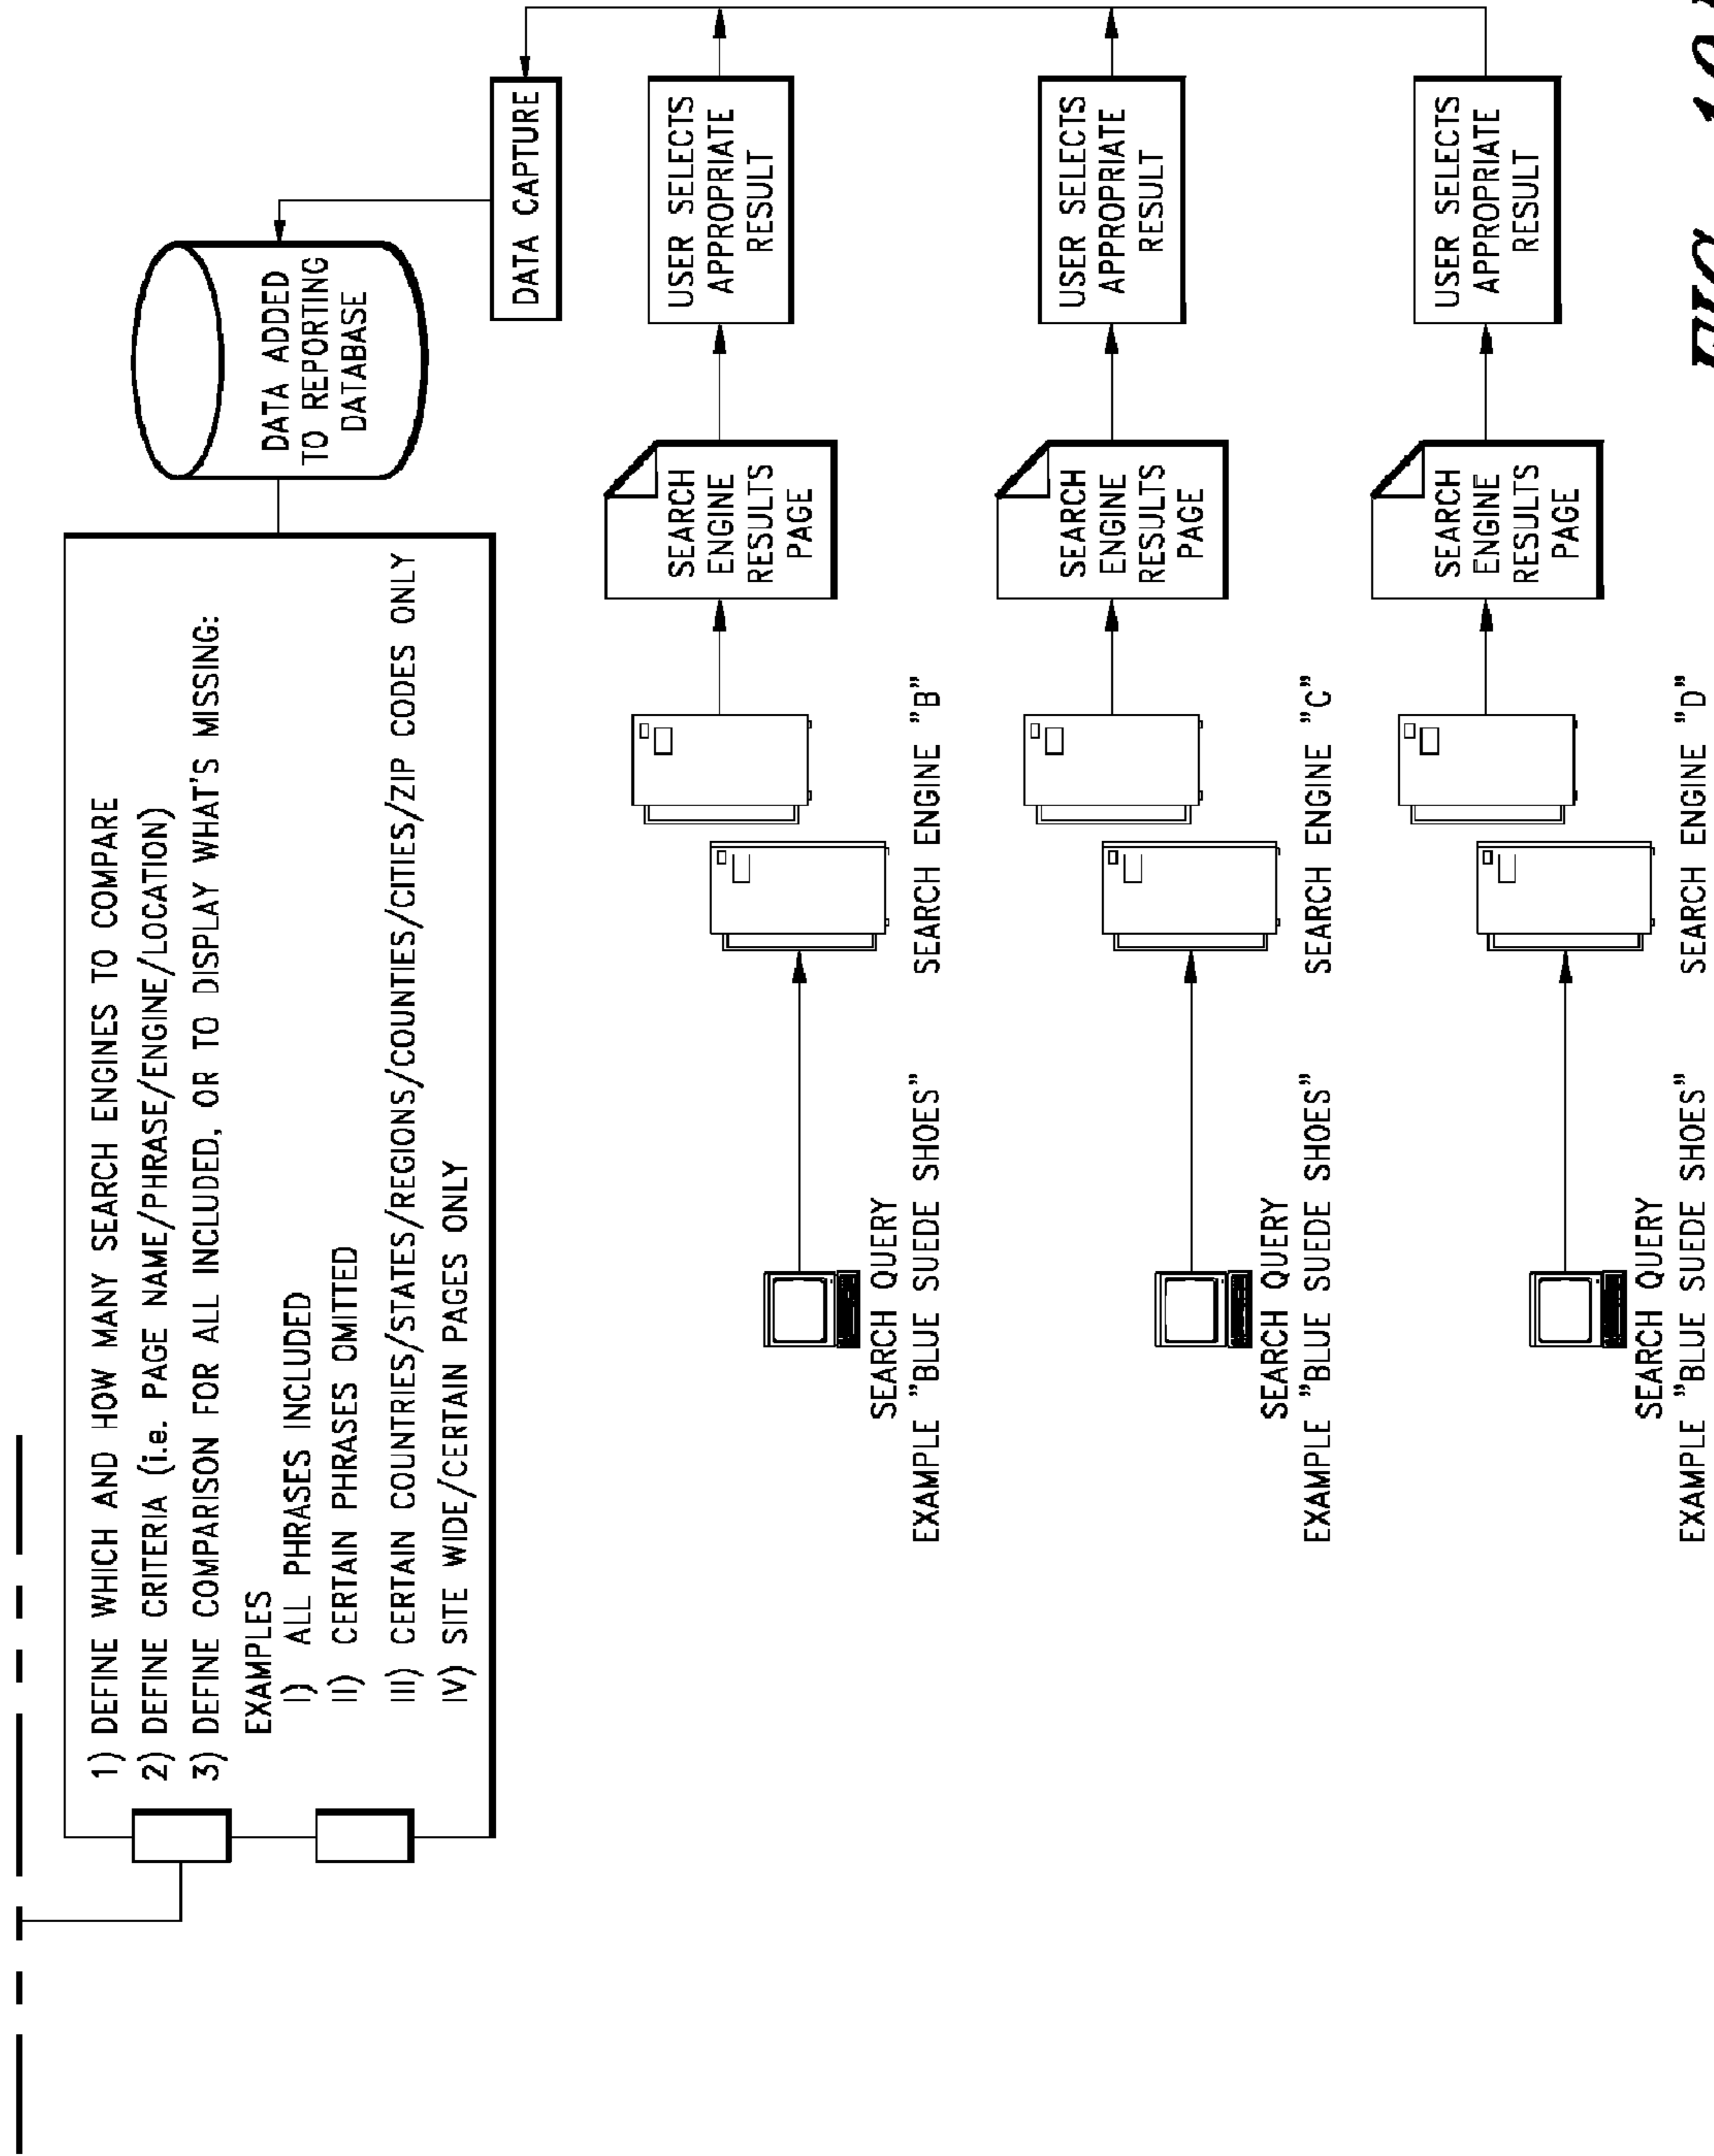 1) DEFINE WHICH AND HOW MANY SEARCH ENGINES TO COMPARE
2) DEFINE CRITERIA (i.e. PAGE NAME/PHRASE/ENGINE/LOCATION)
3) DEFINE COMPARISON FOR ALL INCLUDED, OR TO DISPLAY WHAT'S MISSING:
EXAMPLES
I) ALL PHRASES INCLUDED
II) CERTAIN PHRASES OMITTED
III) CERTAIN COUNTRIES/STATES/REGIONS/COUNTIES/CITIES/ZIP CODES ONLY
IV) SITE WIDE/CERTAIN PAGES ONLY
DATA ADDED
TO REPORTING
DATABASE
DATA CAPTURE
SEARCH QUERY
EXAMPLE "BLUE SUEDE SHOES"
SEARCH ENGINE "B"
SEARCH
ENGINE
RESULTS
PAGE
USER SELECTS
APPROPRIATE
RESULT
SEARCH QUERY
EXAMPLE "BLUE SUEDE SHOES"
SEARCH ENGINE "C"
SEARCH
ENGINE
RESULTS
PAGE
USER SELECTS
APPROPRIATE
RESULT
SEARCH QUERY
EXAMPLE "BLUE SUEDE SHOES"
SEARCH ENGINE "D"
SEARCH
ENGINE
RESULTS
PAGE
USER SELECTS
APPROPRIATE
RESULT